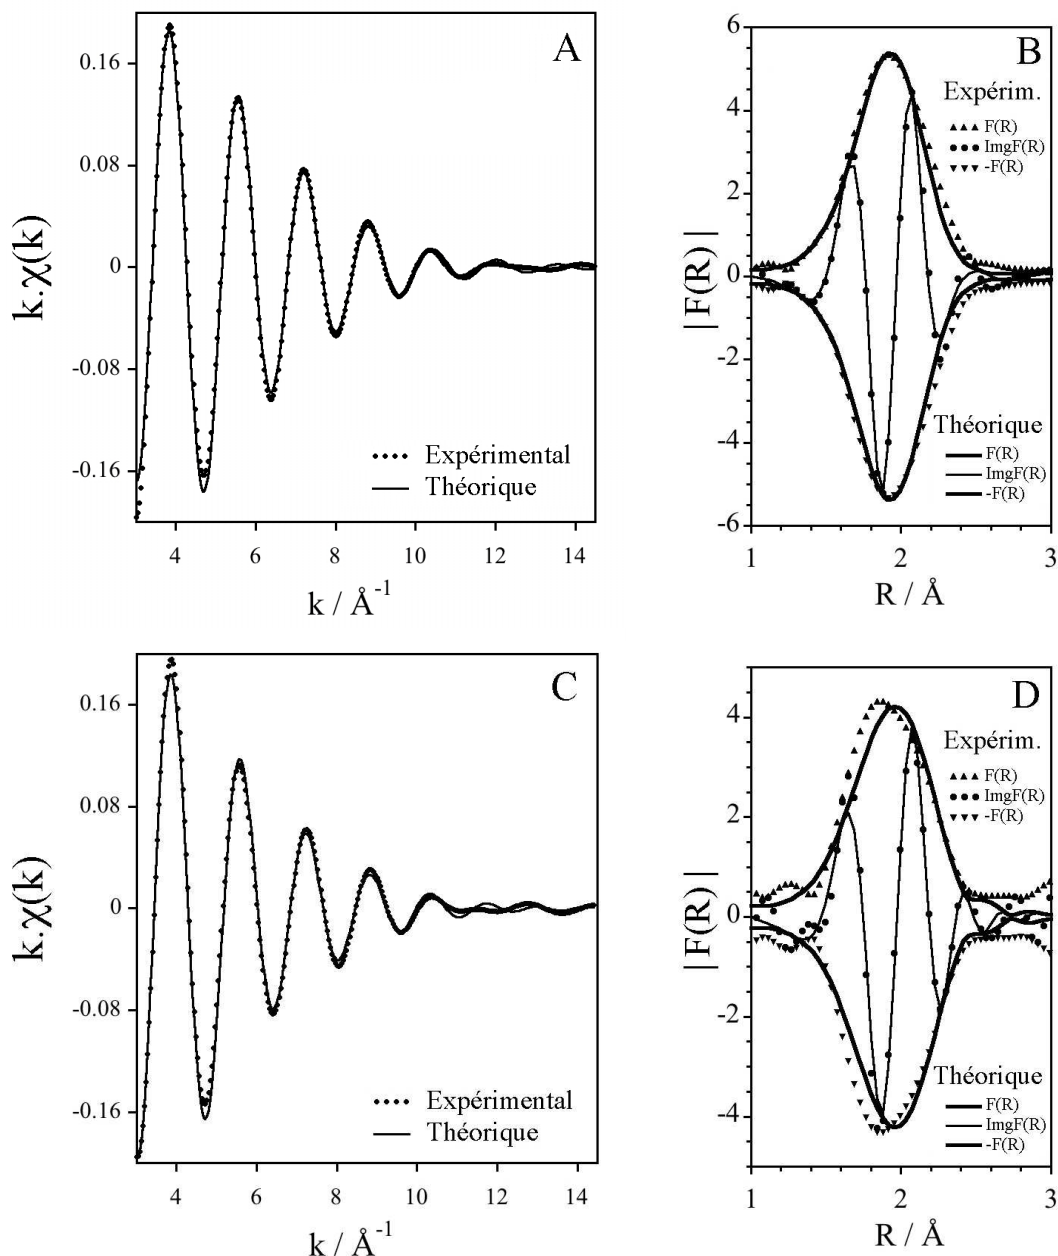 A
0.16
0.08
0
-0.08
-0.16
k.χ(k)
Expérimental
Théorique
4 6 8 10 12 14
k / Å⁻¹
B
6
4
2
0
-2
-4
-6
|F(R)|
Expérim.
F(R)
ImgF(R)
-F(R)
Théorique
F(R)
ImgF(R)
-F(R)
1 2 3
R / Å
C
0.16
0.08
0
-0.08
-0.16
k.χ(k)
Expérimental
Théorique
4 6 8 10 12 14
k / Å⁻¹
D
4
2
0
-2
-4
|F(R)|
Expérim.
F(R)
ImgF(R)
-F(R)
Théorique
F(R)
ImgF(R)
-F(R)
1 2 3
R / Å